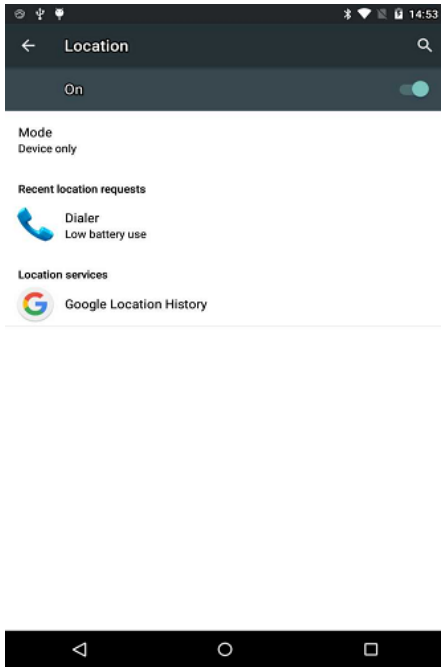 14:53
Location
On
Mode
Device only
Recent location requests
Dialer
Low battery use
Location services
Google Location History